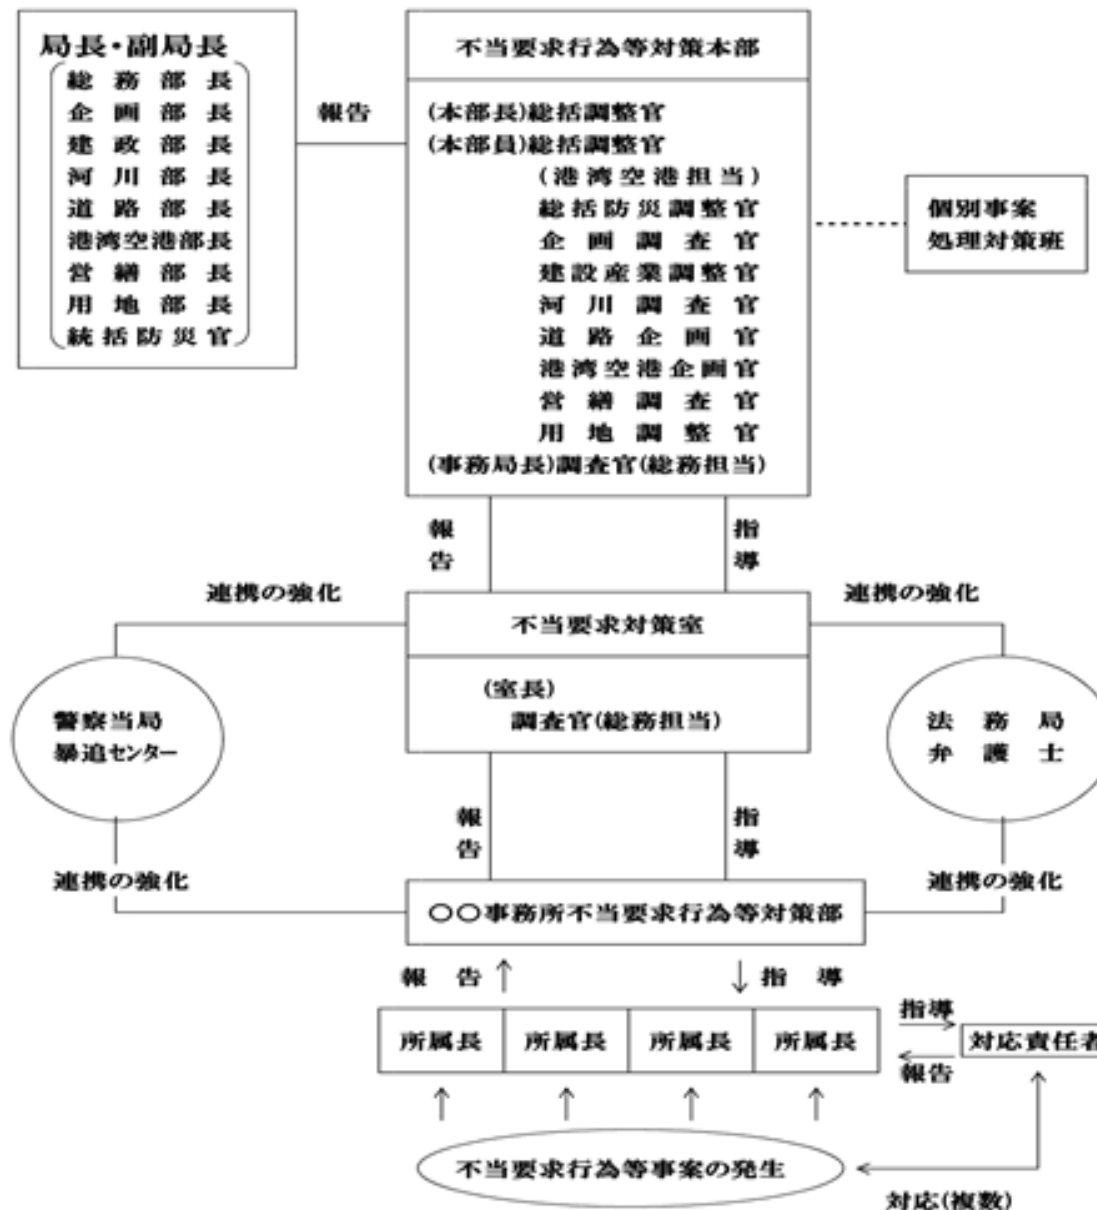 局長・副局長
総務部長
企画部長
建政部長
河川部長
道路部長
港湾空港部長
営繕部長
用地部長
統括防災官
報告
不当要求行為等対策本部
(本部長)総括調整官
(本部員)総括調整官
(港湾空港担当)
総括防災調整官
企画調査官
建設産業調整官
河川調査官
道路企画官
港湾空港企画官
営繕調査官
用地調整官
(事務局長)調査官(総務担当)
個別事案
処理対策班
報告
指導
連携の強化
連携の強化
不当要求対策室
(室長)
調査官(総務担当)
警察当局
暴追センター
法務局
弁護士
報告
指導
連携の強化
連携の強化
〇〇事務所不当要求行為等対策部
報告
指導
所属長 所属長 所属長 所属長
指導
報告
対応責任者
不当要求行為等事案の発生
対応(複数)